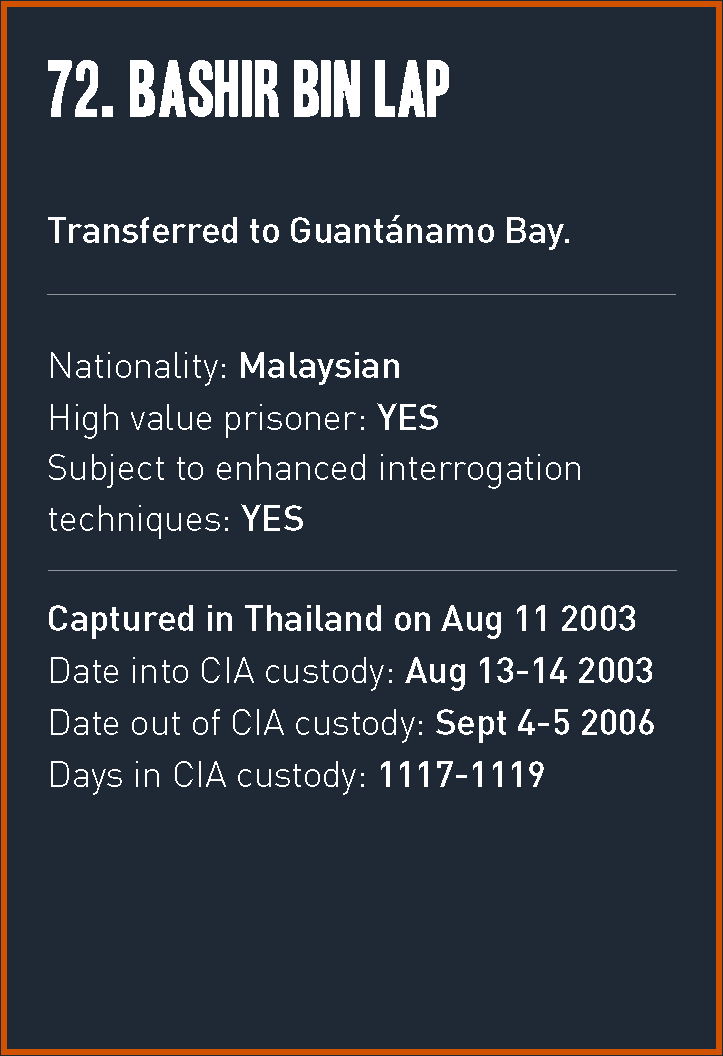 72. BASHIR BIN LAP
Transferred to Guantánamo Bay.
Nationality: Malaysian
High value prisoner: YES
Subject to enhanced interrogation
techniques: YES
Captured in Thailand on Aug 11 2003
Date into CIA custody: Aug 13-14 2003
Date out of CIA custody: Sept 4-5 2006
Days in CIA custody: 1117-1119